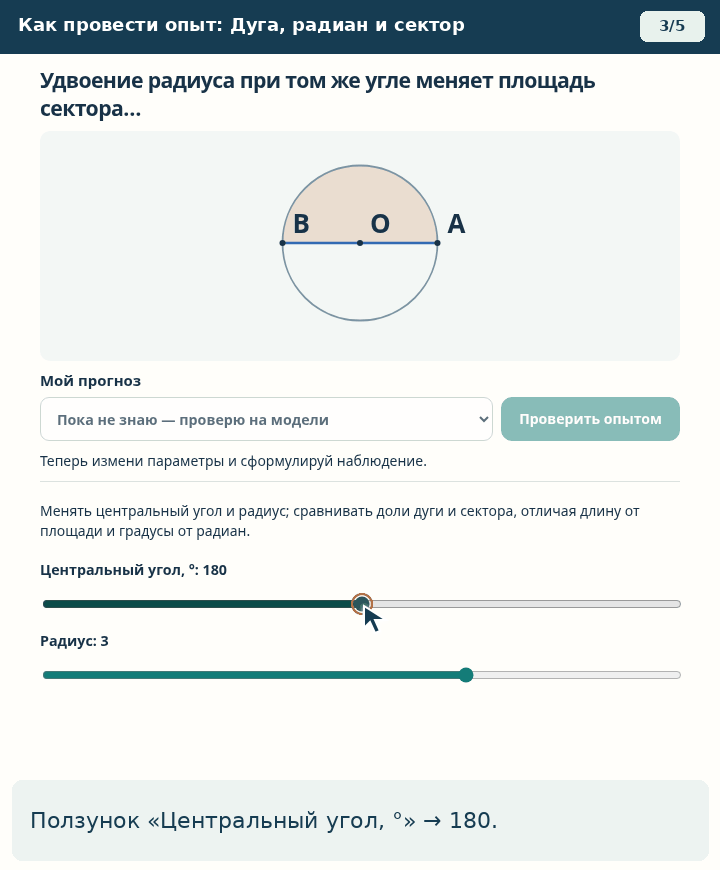 Как провести опыт: Дуга, радиан и сектор
3/5
Удвоение радиуса при том же угле меняет площадь
сектора…
B O A
Мой прогноз
Пока не знаю — проверю на модели
Проверить опытом
Теперь измени параметры и сформулируй наблюдение.
Менять центральный угол и радиус; сравнивать доли дуги и сектора, отличая длину от
площади и градусы от радиан.
Центральный угол, °: 180
Радиус: 3
Ползунок «Центральный угол, °» → 180.